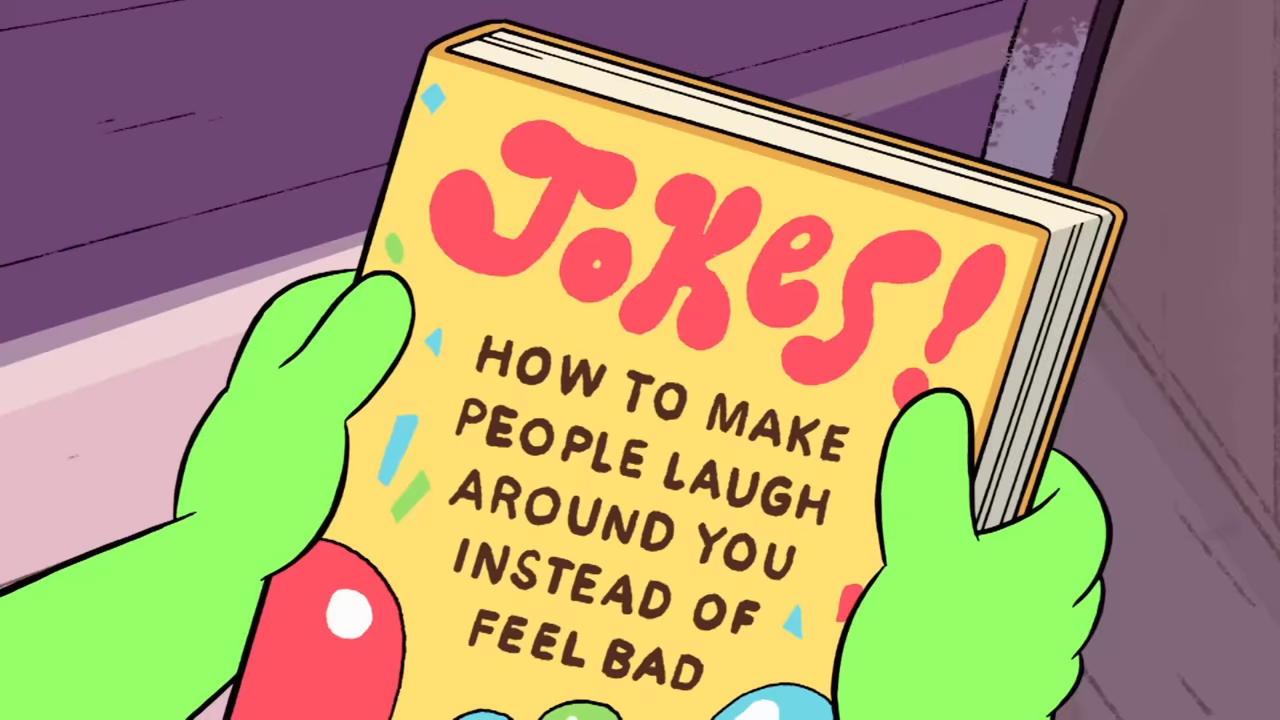 JOKES!
HOW TO MAKE
PEOPLE LAUGH
AROUND YOU
INSTEAD OF
FEEL BAD